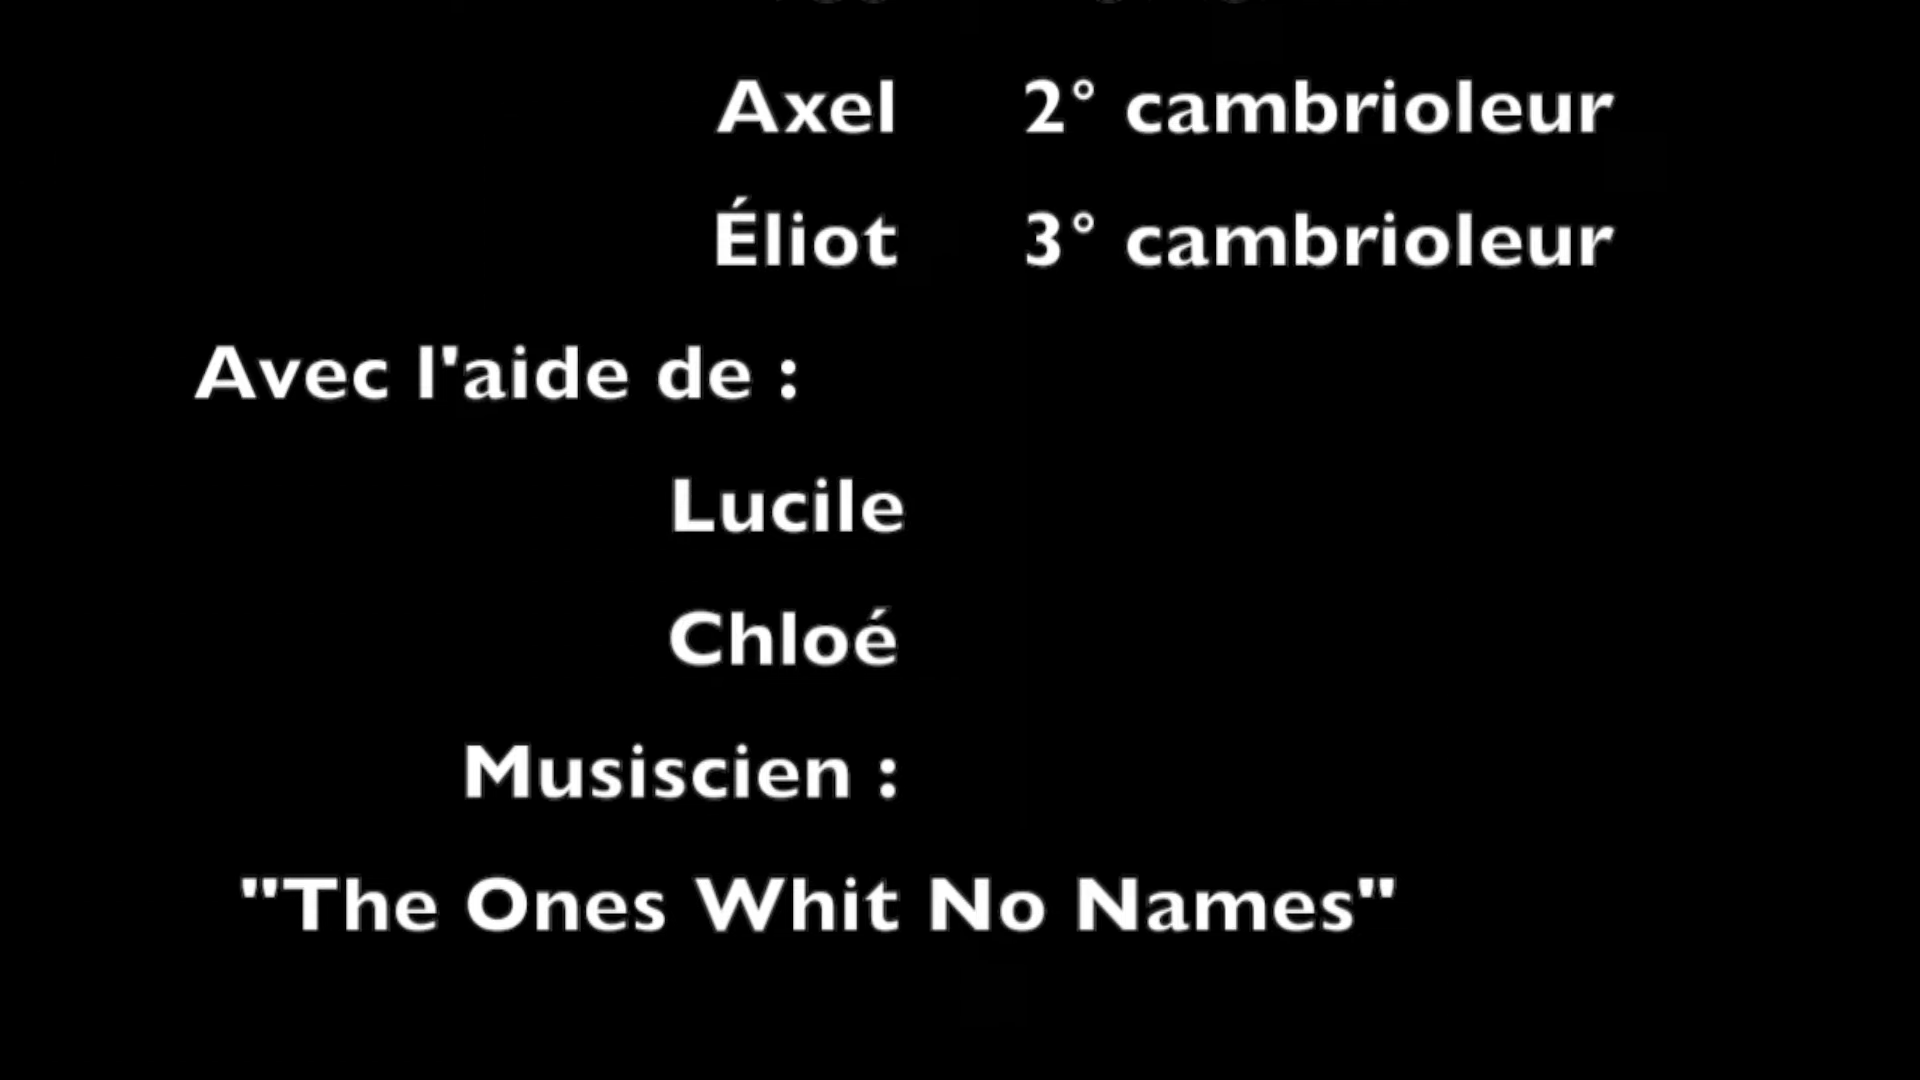 Axel 2° cambrioleur
Éliot 3° cambrioleur
Avec l'aide de :
Lucile
Chloé
Musiscien :
"The Ones Whit No Names"